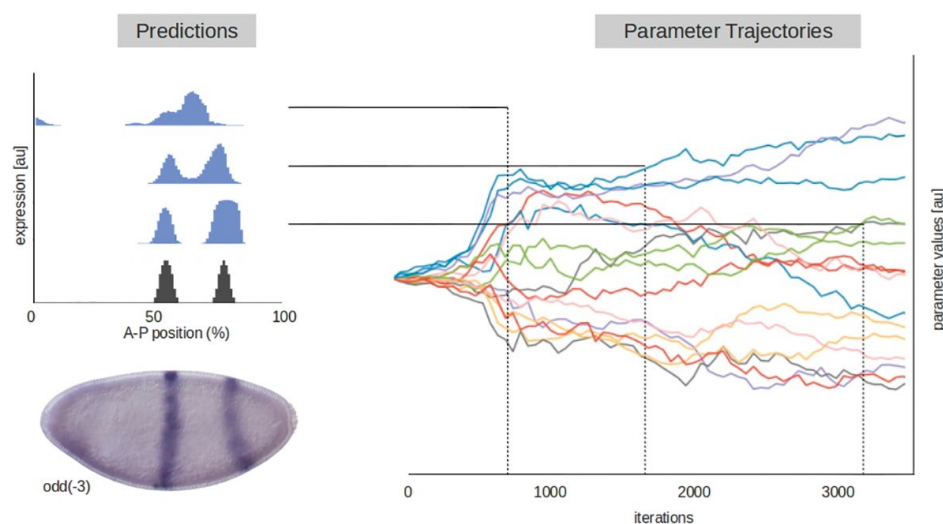 Predictions
Parameter Trajectories
expression [au]
0 50 100
A-P position (%)
odd(-3)
parameter values [au]
0 1000 2000 3000
iterations